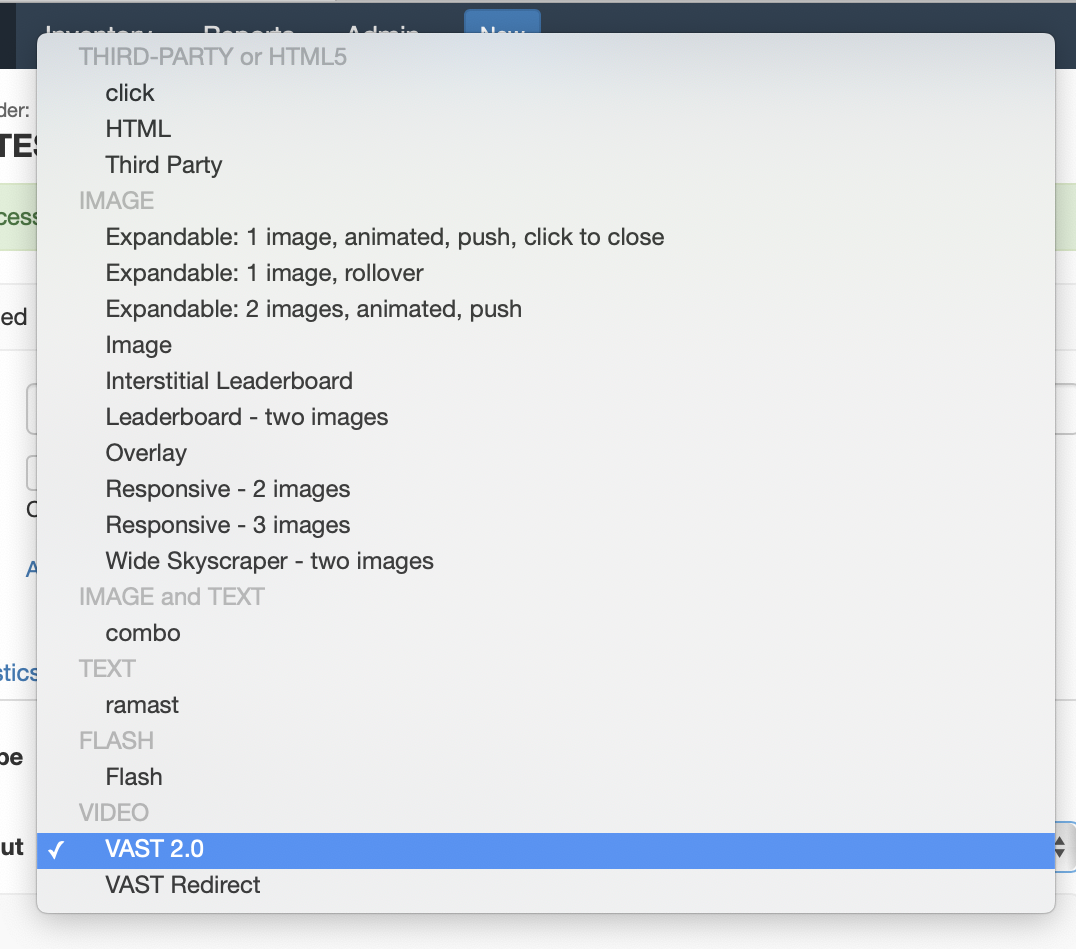 Inventory Reports Admin New
THIRD-PARTY or HTML5
click
der:
HTML
Third Party
IMAGE
Expandable: 1 image, animated, push, click to close
Expandable: 1 image, rollover
Expandable: 2 images, animated, push
ed
Image
Interstitial Leaderboard
Leaderboard - two images
Overlay
Responsive - 2 images
Responsive - 3 images
Wide Skyscraper - two images
IMAGE and TEXT
combo
TEXT
stics
ramast
FLASH
Flash
VIDEO
✓ VAST 2.0
ut
VAST Redirect